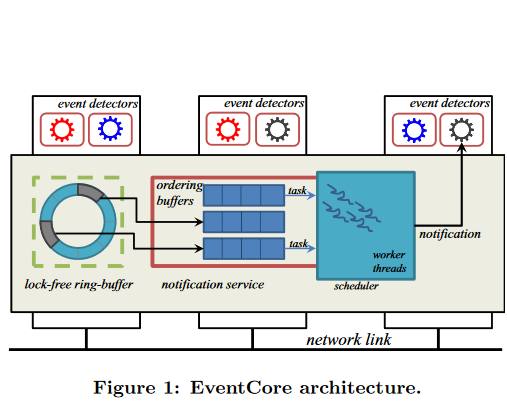 event detectors
event detectors
event detectors
ordering
buffers
task
task
notification
worker
threads
lock-free ring-buffer
notification service
scheduler
network link
Figure 1: EventCore architecture.